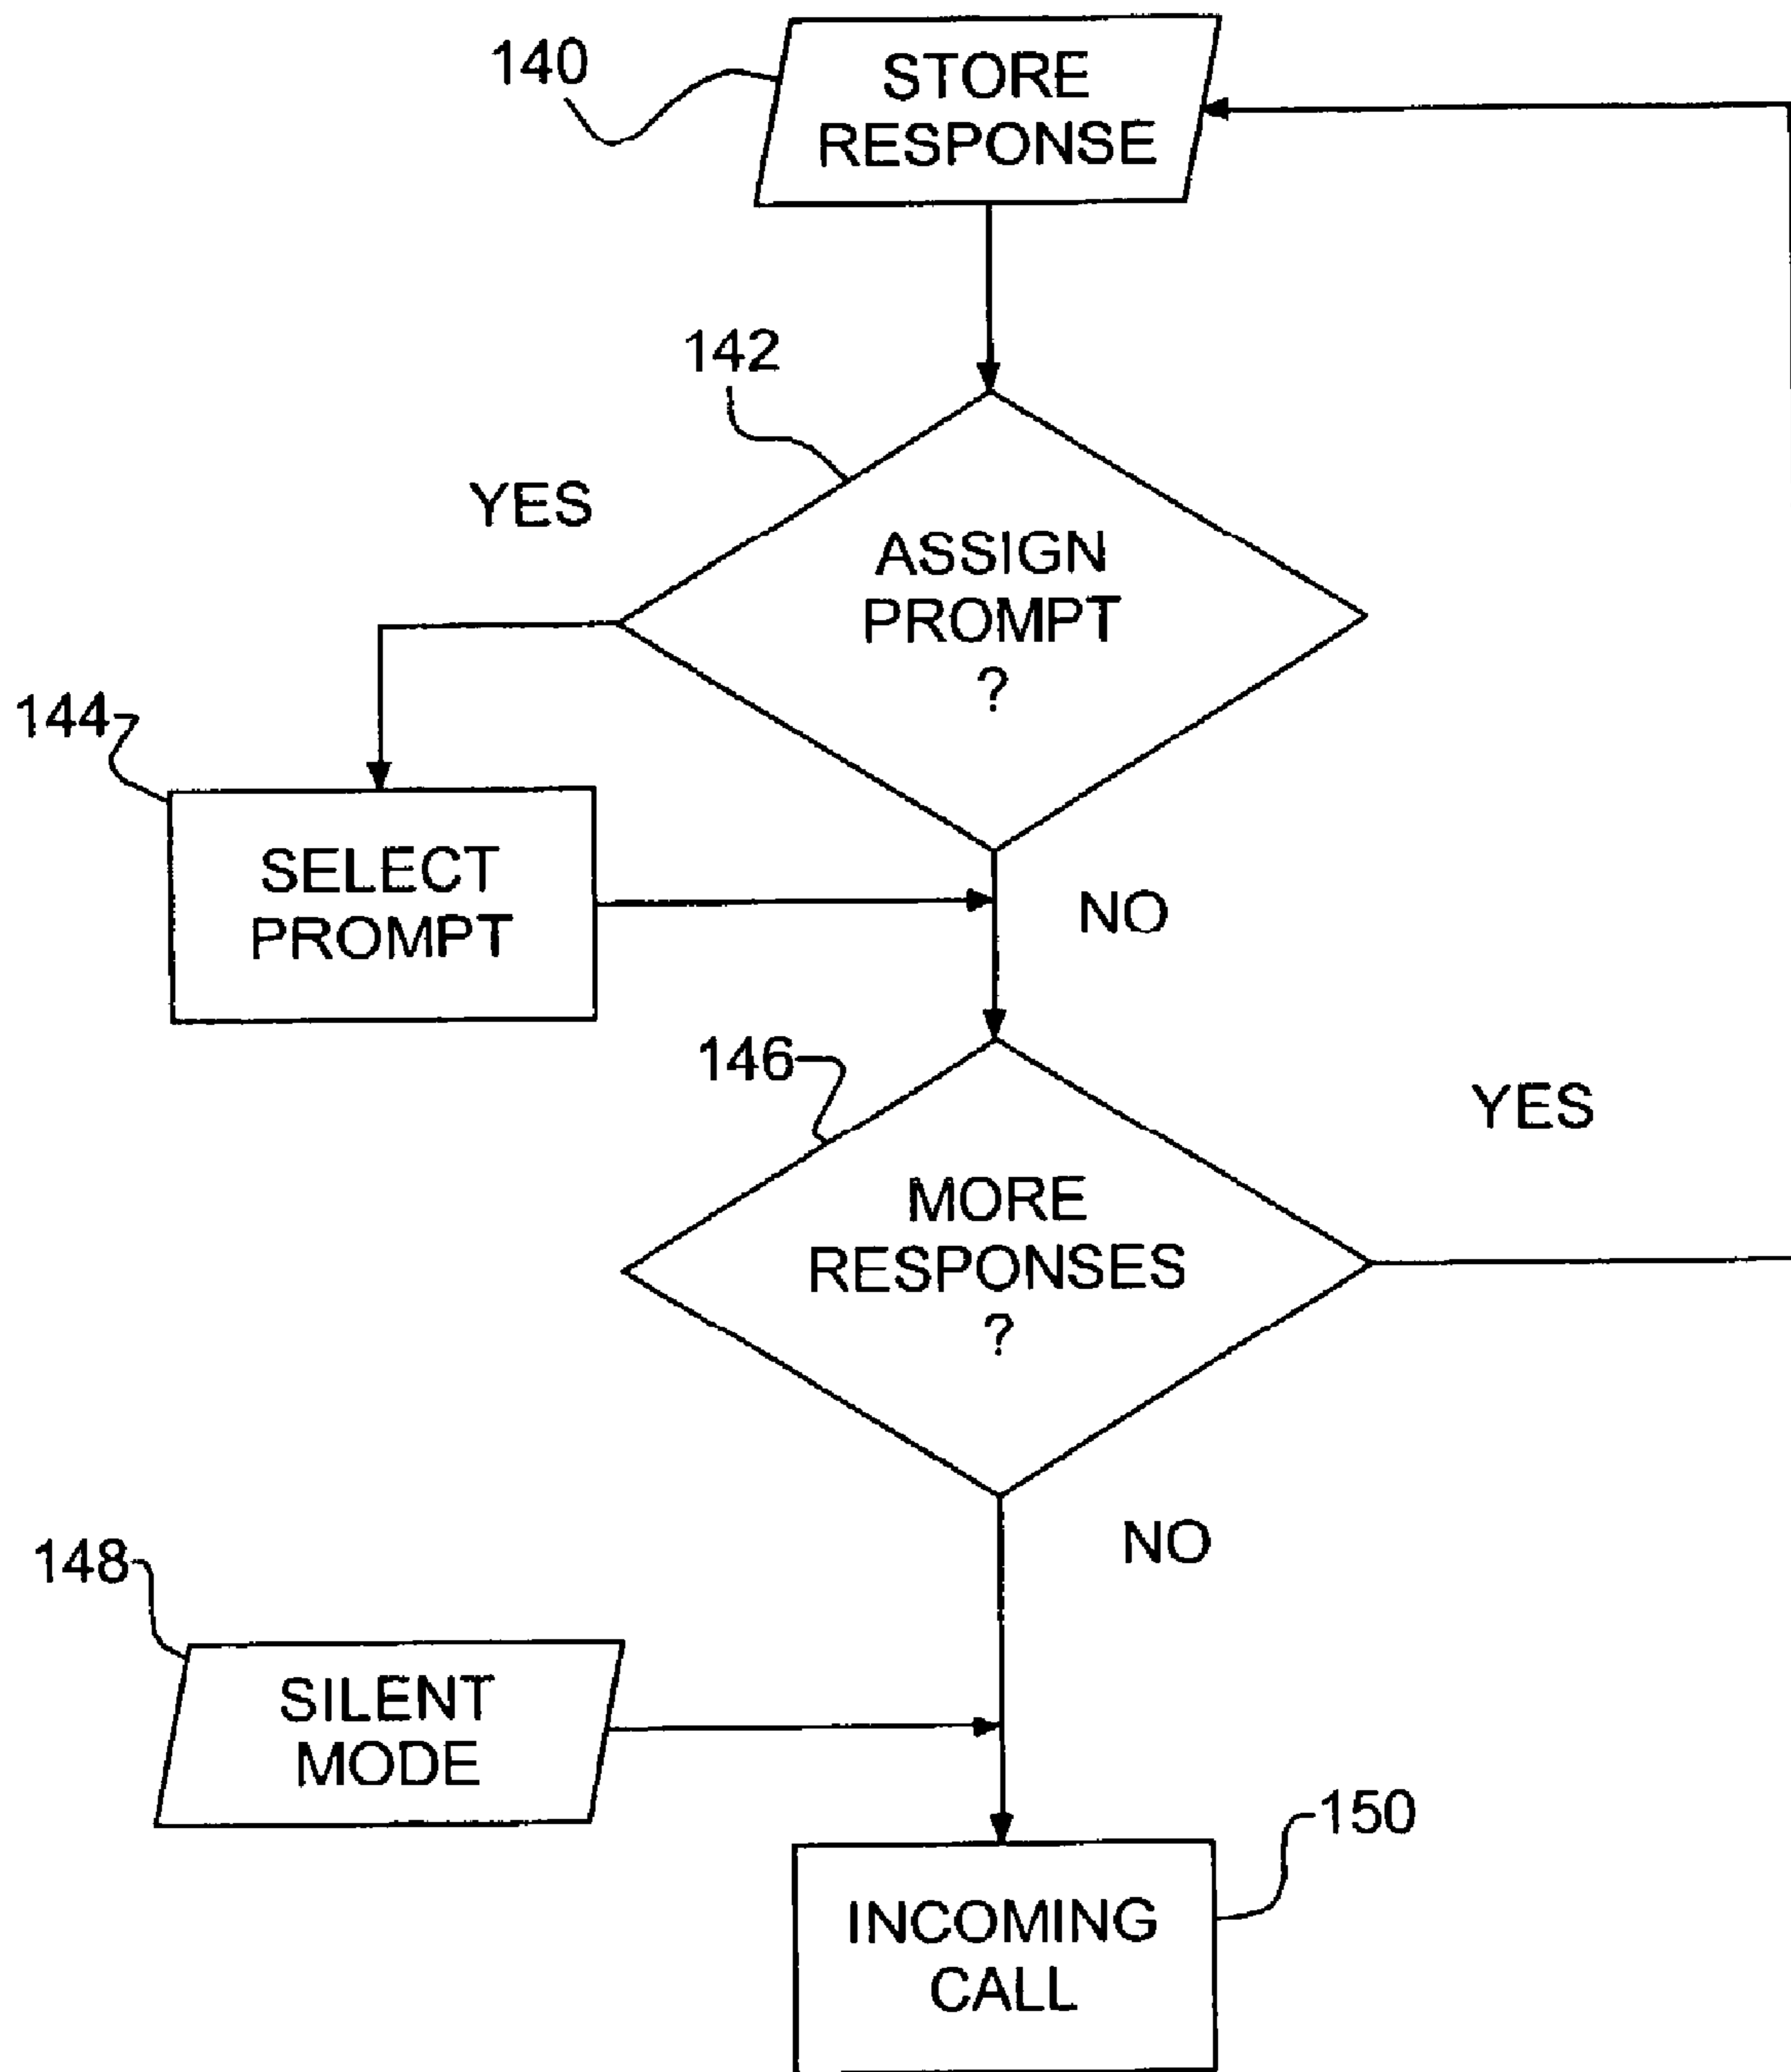 140
STORE
RESPONSE
142
YES
ASSIGN
PROMPT
?
144
SELECT
PROMPT
NO
146
YES
MORE
RESPONSES
?
NO
148
SILENT
MODE
150
INCOMING
CALL